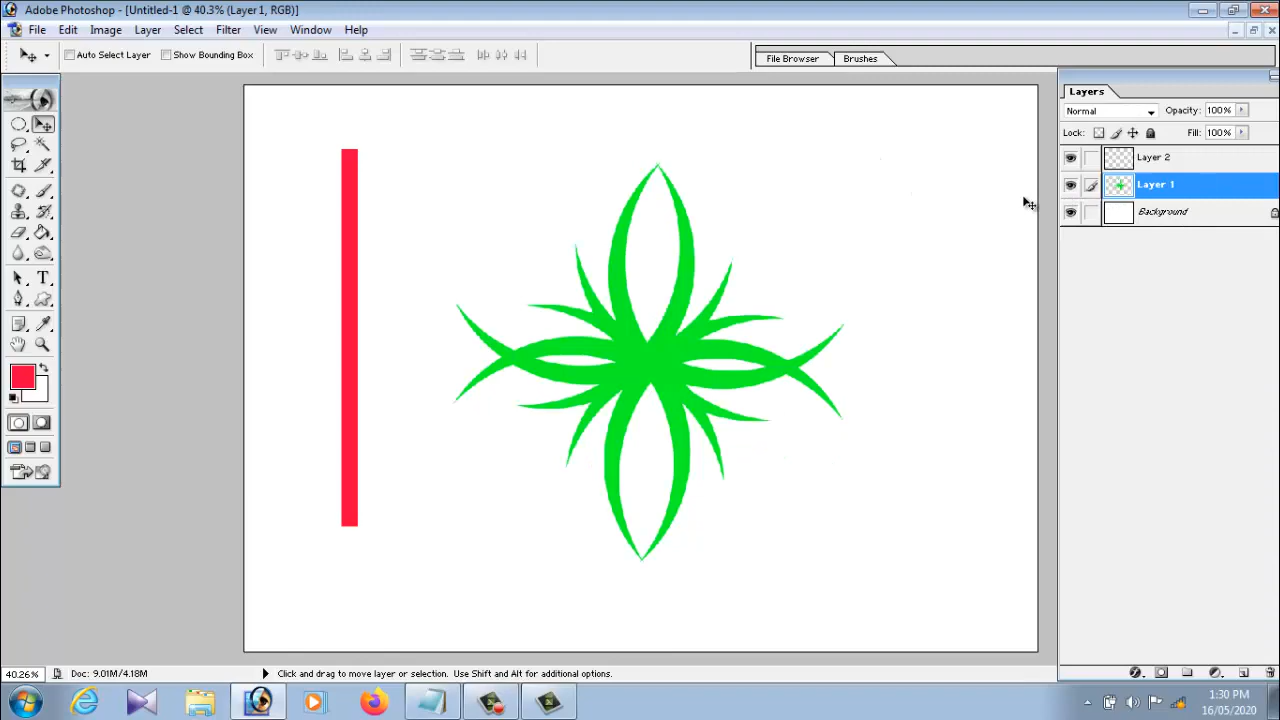 Adobe Photoshop - [Untitled-1 @ 40.3% (Layer 1, RGB)]
File Edit Image Layer Select Filter View Window Help
Auto Select Layer Show Bounding Box File Browser Brushes
Layers
Normal Opacity: 100%
Lock: Fill: 100%
Layer 2
Layer 1
Background
T
40.26% Doc: 9.01M/4.18M Click and drag to move layer or selection. Use Shift and Alt for additional options.
1:30 PM
16/05/2020